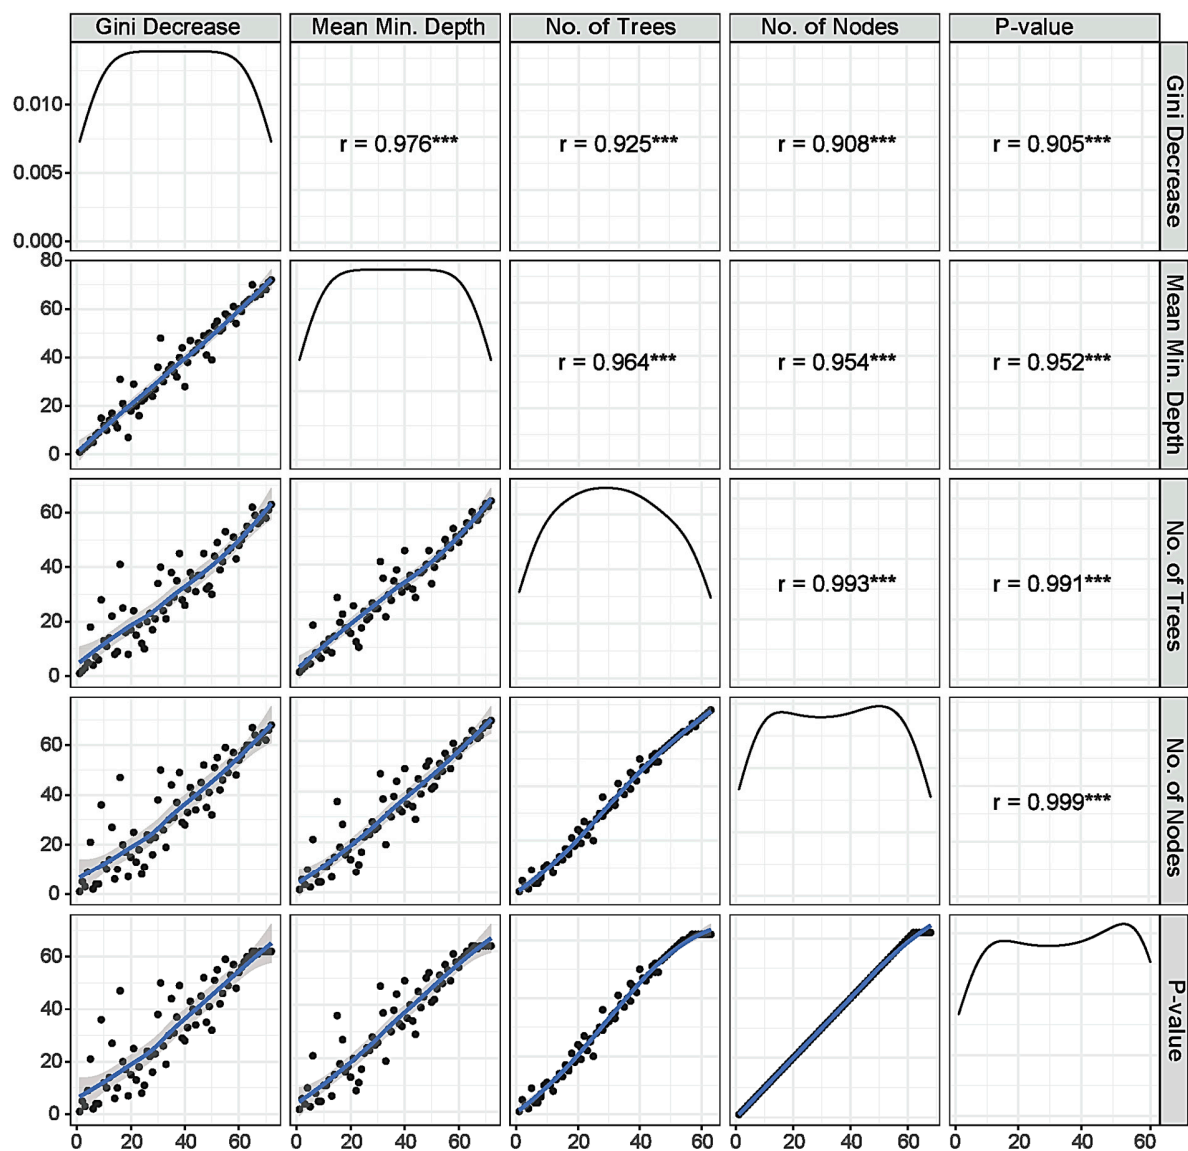 Gini Decrease Mean Min. Depth No. of Trees No. of Nodes P-value
0.010
0.005
0.000
r = 0.976*** r = 0.925*** r = 0.908*** r = 0.905***
Gini Decrease
80
60
40
20
0
r = 0.964*** r = 0.954*** r = 0.952***
Mean Min. Depth
60
40
20
0
r = 0.993*** r = 0.991***
No. of Trees
60
40
20
0
r = 0.999***
No. of Nodes
60
40
20
0
P-value
0 20 40 60 0 20 40 60 0 20 40 60 0 20 40 60 0 20 40 60